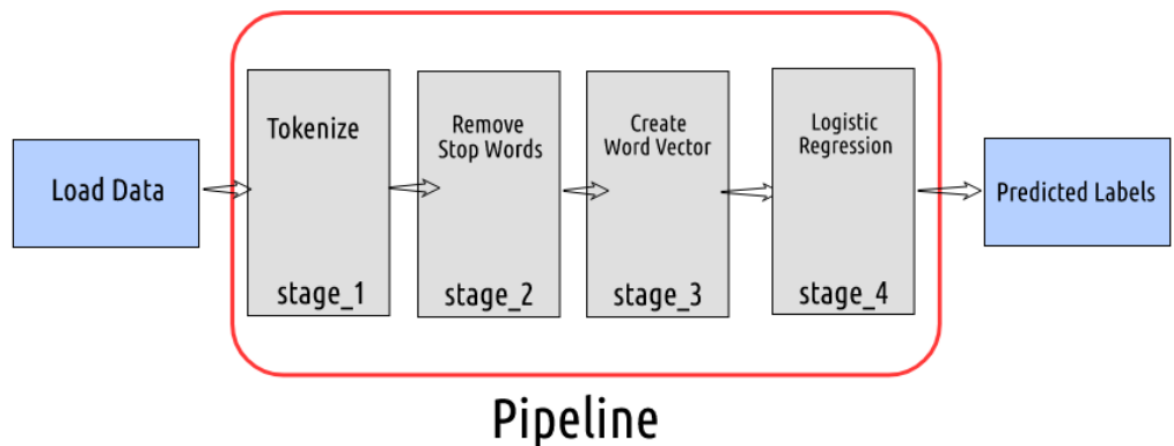 Load Data
Tokenize
stage_1
Remove
Stop Words
stage_2
Create
Word Vector
stage_3
Logistic
Regression
stage_4
Predicted Labels
Pipeline